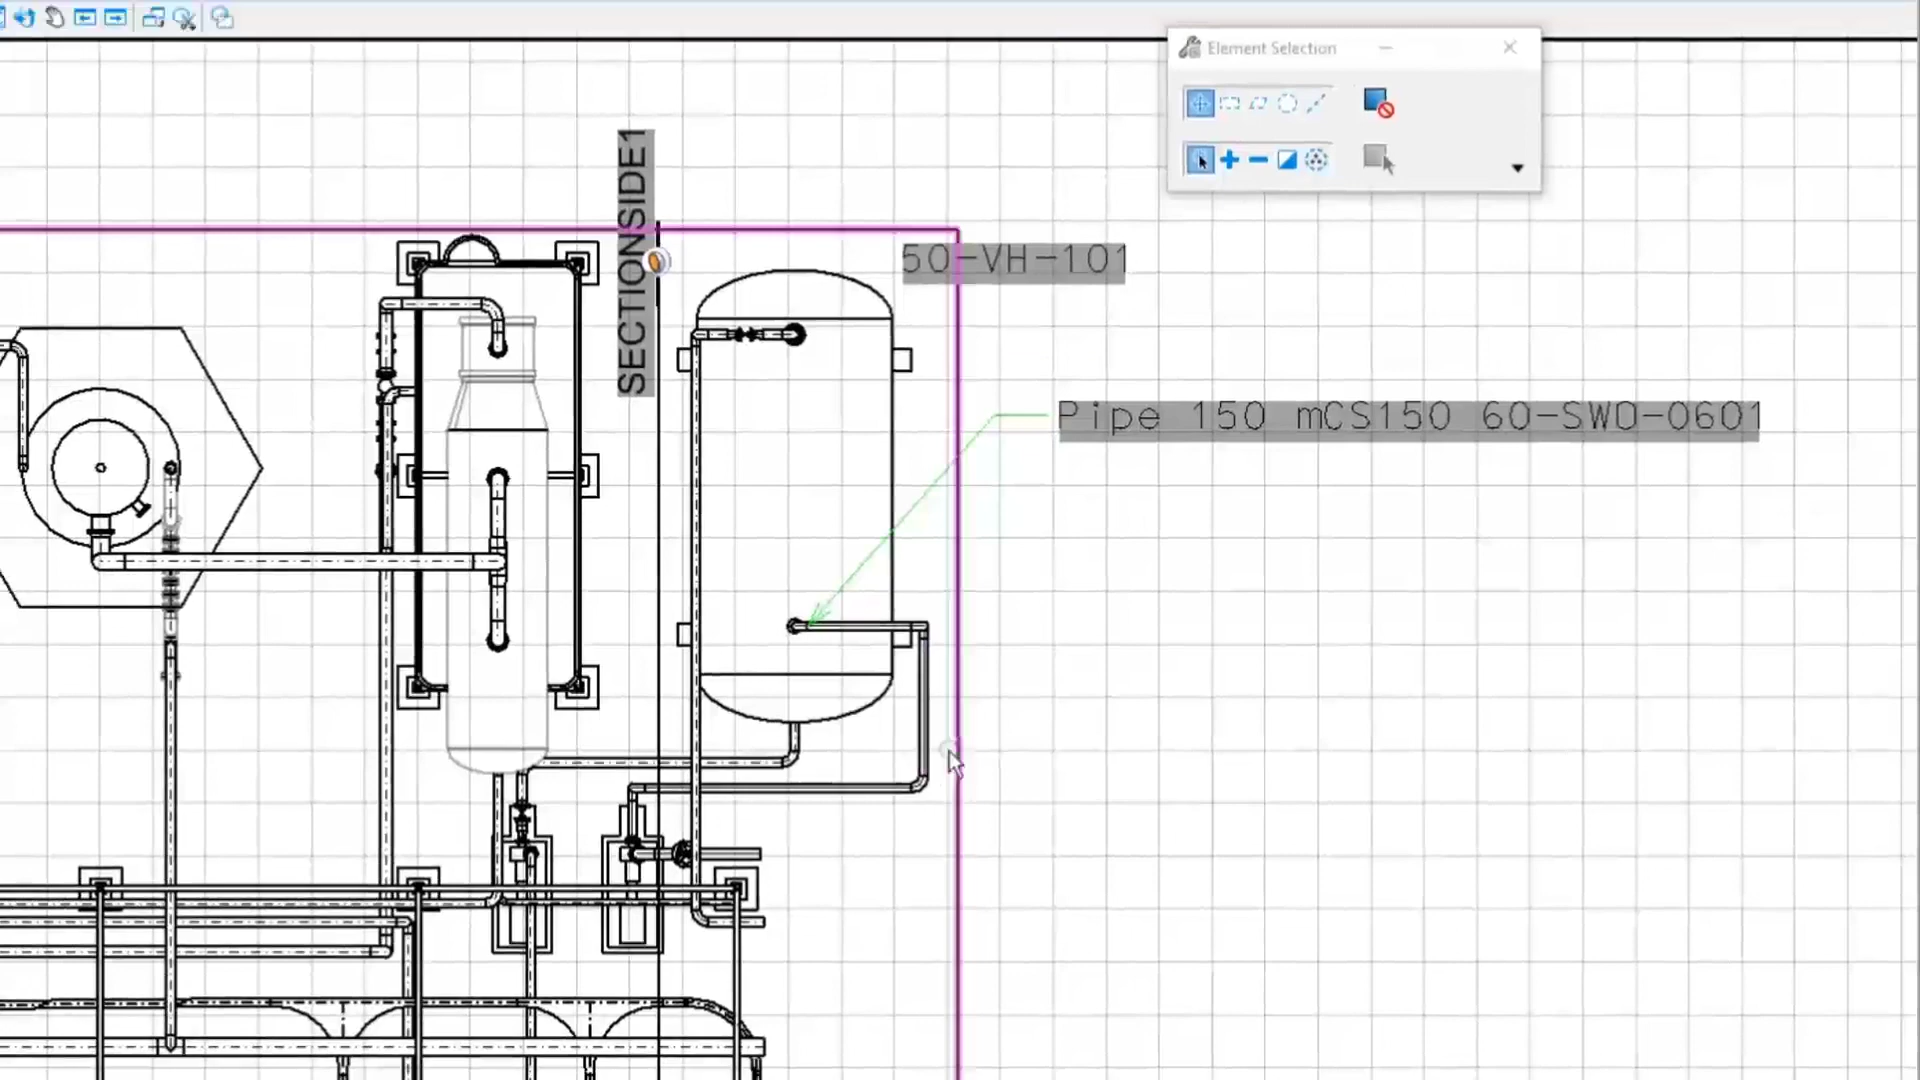 Element Selection
SECTIONSIDE1
50-VH-101
Pipe 150 mCS150 60-SWO-0601